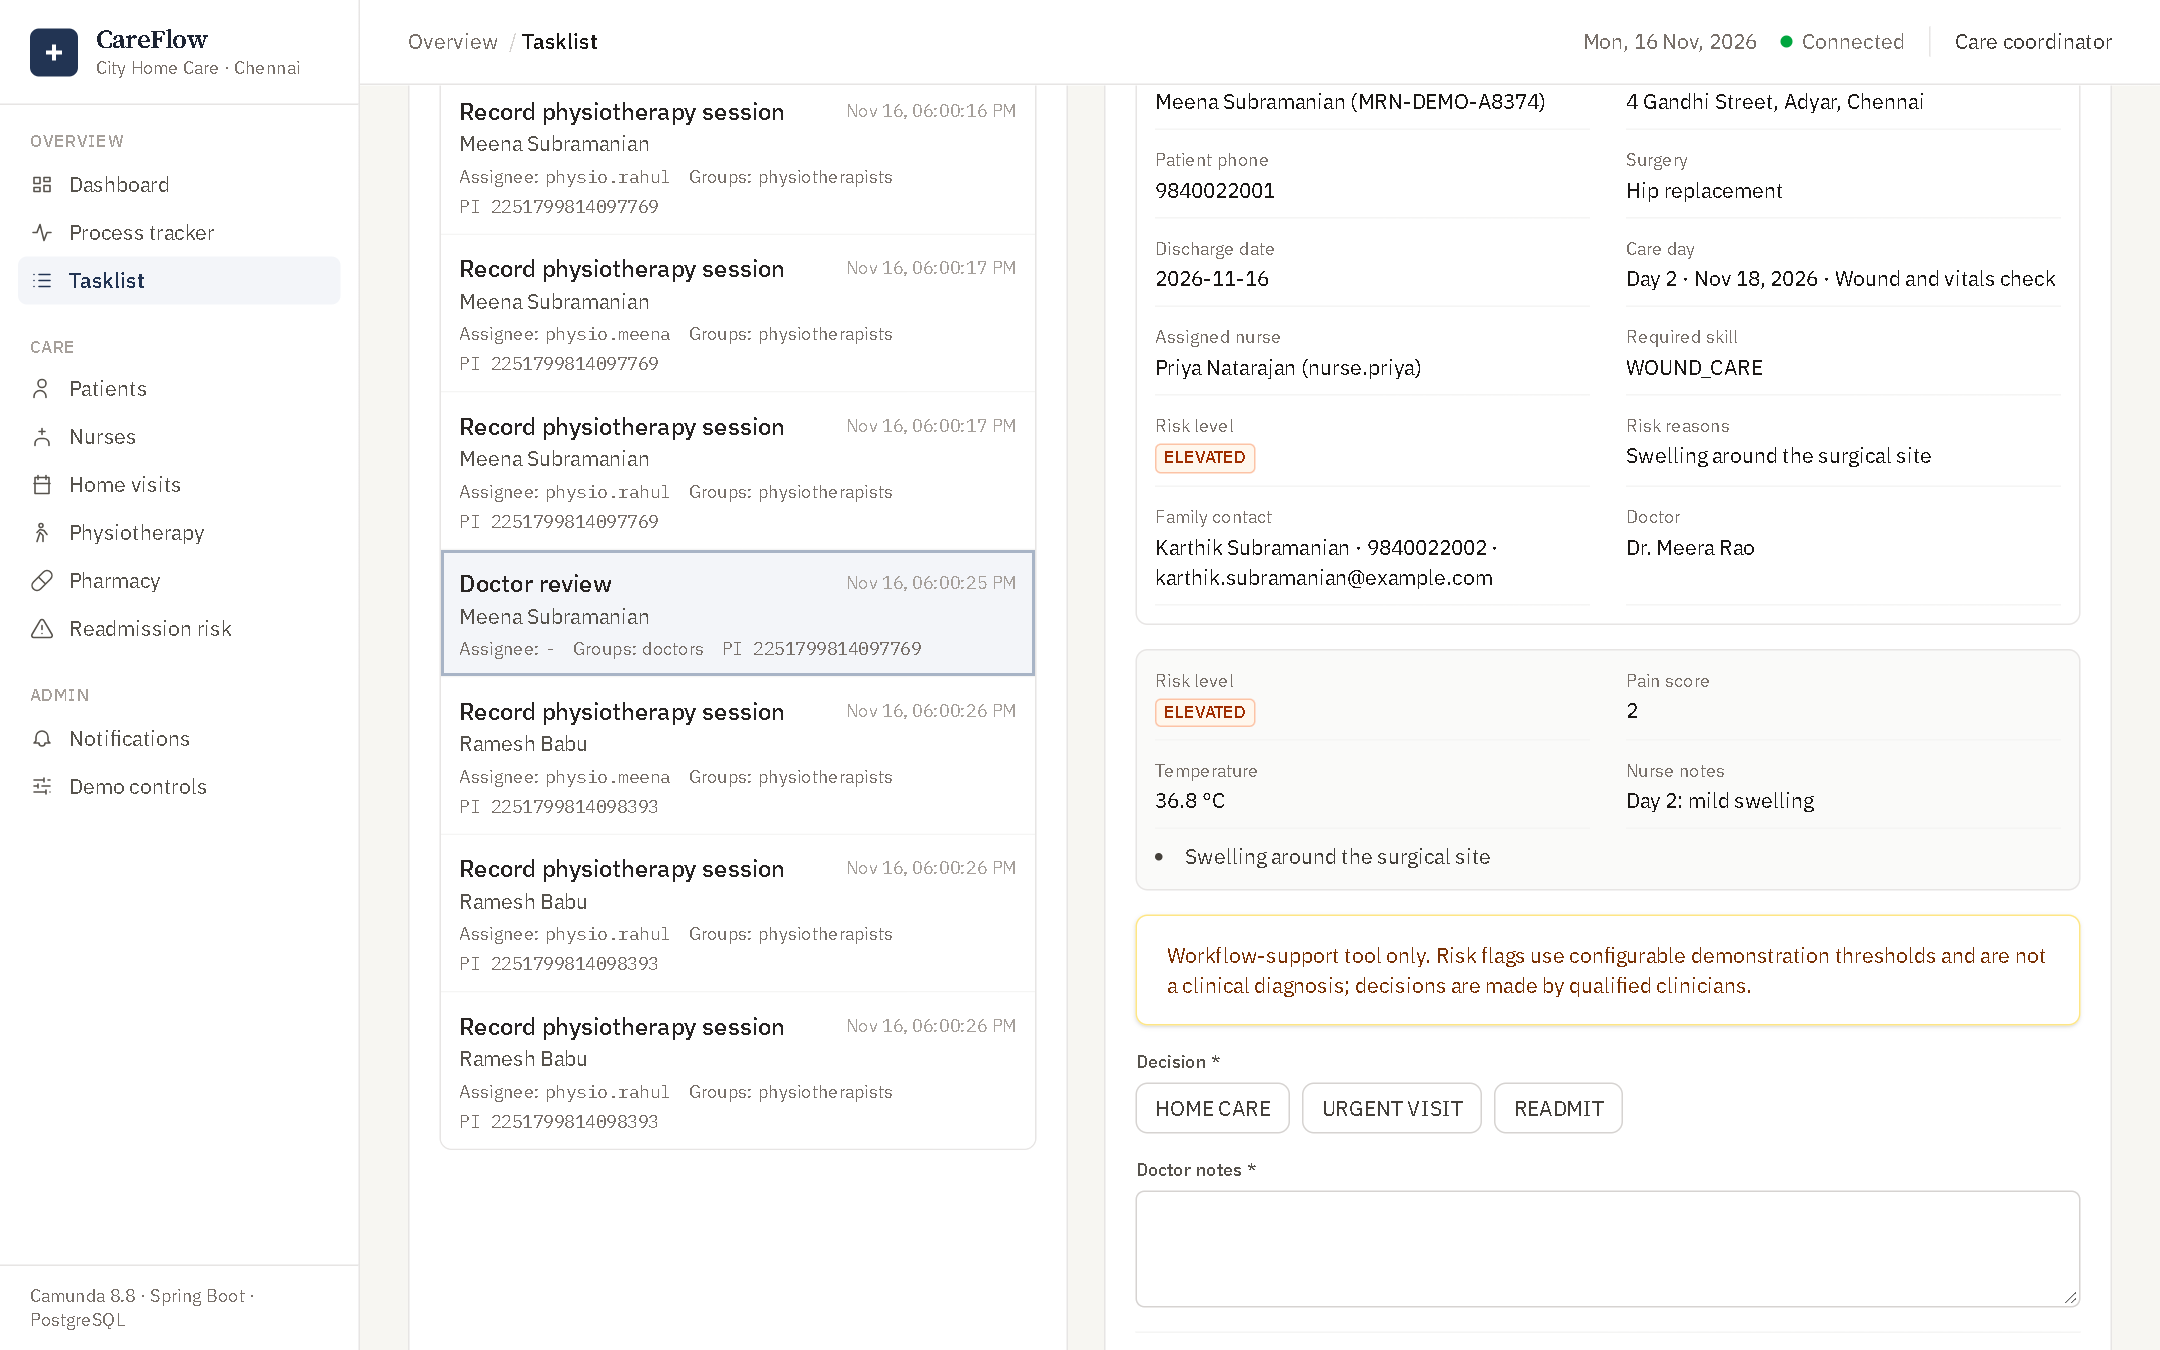 CareFlow
City Home Care · Chennai
OVERVIEW
Dashboard
Process tracker
Tasklist
CARE
Patients
Nurses
Home visits
Physiotherapy
Pharmacy
Readmission risk
ADMIN
Notifications
Demo controls
Camunda 8.8 · Spring Boot ·
PostgreSQL
Overview / Tasklist
Mon, 16 Nov, 2026 Connected Care coordinator
Record physiotherapy session Nov 16, 06:00:16 PM
Meena Subramanian
Assignee: physio.rahul Groups: physiotherapists
PI 2251799814097769
Record physiotherapy session Nov 16, 06:00:17 PM
Meena Subramanian
Assignee: physio.meena Groups: physiotherapists
PI 2251799814097769
Record physiotherapy session Nov 16, 06:00:17 PM
Meena Subramanian
Assignee: physio.rahul Groups: physiotherapists
PI 2251799814097769
Doctor review Nov 16, 06:00:25 PM
Meena Subramanian
Assignee: - Groups: doctors PI 2251799814097769
Record physiotherapy session Nov 16, 06:00:26 PM
Ramesh Babu
Assignee: physio.meena Groups: physiotherapists
PI 2251799814098393
Record physiotherapy session Nov 16, 06:00:26 PM
Ramesh Babu
Assignee: physio.rahul Groups: physiotherapists
PI 2251799814098393
Record physiotherapy session Nov 16, 06:00:26 PM
Ramesh Babu
Assignee: physio.rahul Groups: physiotherapists
PI 2251799814098393
Meena Subramanian (MRN-DEMO-A8374) 4 Gandhi Street, Adyar, Chennai
Patient phone Surgery
9840022001 Hip replacement
Discharge date Care day
2026-11-16 Day 2 · Nov 18, 2026 · Wound and vitals check
Assigned nurse Required skill
Priya Natarajan (nurse.priya) WOUND_CARE
Risk level Risk reasons
ELEVATED Swelling around the surgical site
Family contact Doctor
Karthik Subramanian · 9840022002 · Dr. Meera Rao
karthik.subramanian@example.com
Risk level Pain score
ELEVATED 2
Temperature Nurse notes
36.8 °C Day 2: mild swelling
• Swelling around the surgical site
Workflow-support tool only. Risk flags use configurable demonstration thresholds and are not
a clinical diagnosis; decisions are made by qualified clinicians.
Decision *
HOME CARE URGENT VISIT READMIT
Doctor notes *